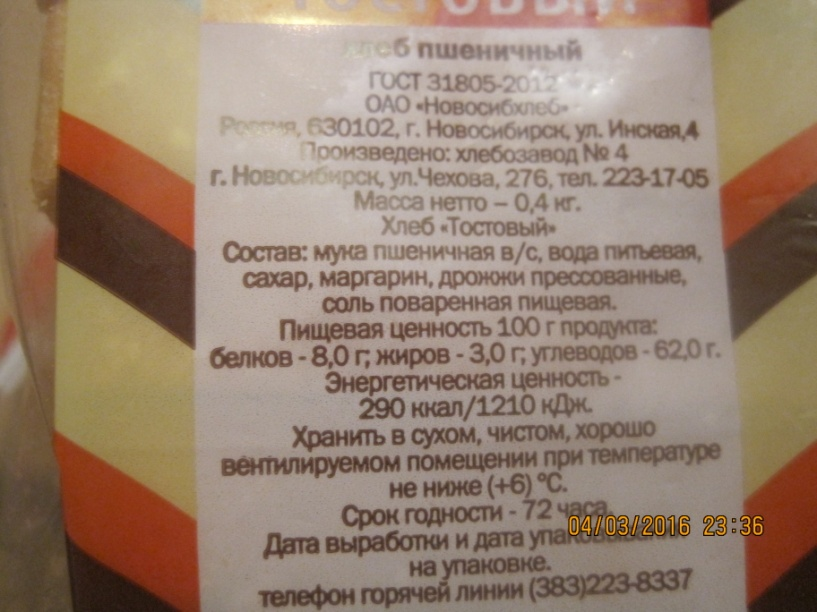 ТОСТОВЫЙ
хлеб пшеничный
ГОСТ 31805-2012
ОАО «Новосибхлеб»
Россия, 630102, г. Новосибирск, ул. Инская,4
Произведено: хлебозавод № 4
г. Новосибирск, ул.Чехова, 276, тел. 223-17-05
Масса нетто – 0,4 кг.
Хлеб «Тостовый»
Состав: мука пшеничная в/с, вода питьевая,
сахар, маргарин, дрожжи прессованные,
соль поваренная пищевая.
Пищевая ценность 100 г продукта:
белков - 8,0 г; жиров - 3,0 г; углеводов - 62,0 г.
Энергетическая ценность -
290 ккал/1210 кДж.
Хранить в сухом, чистом, хорошо
вентилируемом помещении при температуре
не ниже (+6) °С.
Срок годности - 72 часа.
04/03/2016 23:36
Дата выработки и дата упаковывания
на упаковке.
телефон горячей линии (383)223-8337